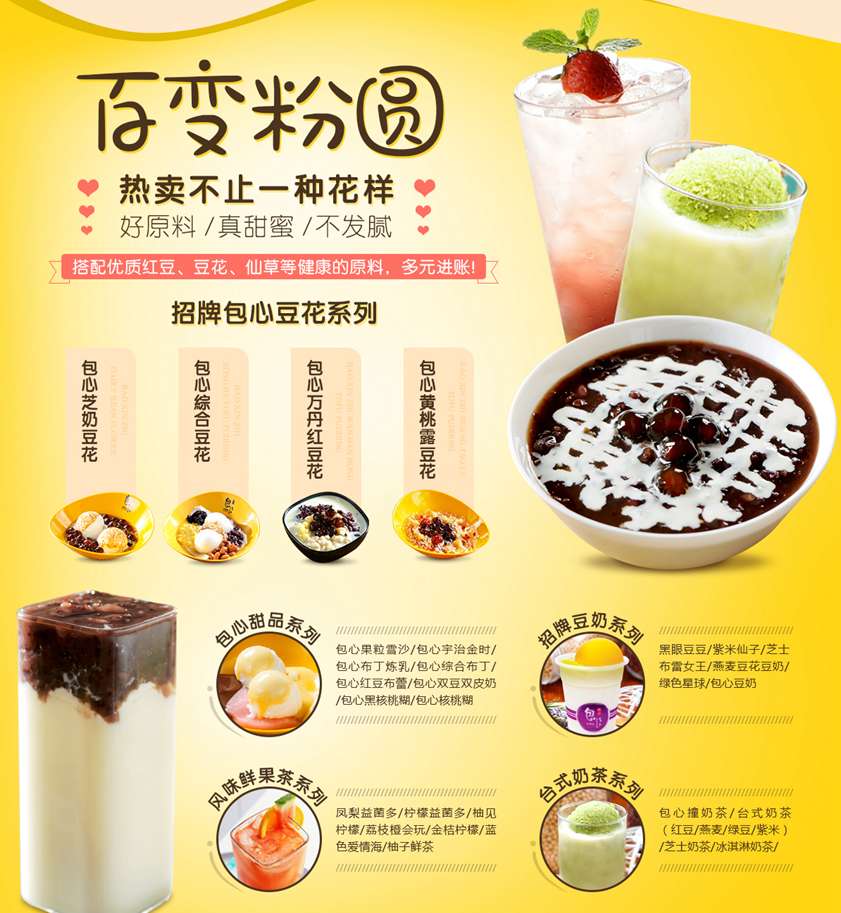 百变粉圆
热卖不止一种花样
好原料 /真甜蜜 /不发腻
搭配优质红豆、豆花、仙草等健康的原料，多元进账!
招牌包心豆花系列
包心芝奶豆花
包心綜合豆花
包心万丹红豆花
包心黄桃露豆花
包心甜品系列
包心果粒雪沙/包心宇治金时/
包心布丁炼乳/包心综合布丁/
包心红豆布蕾/包心双豆双皮奶
/包心黑核桃糊/包心核桃糊
招牌豆奶系列
黑眼豆豆/紫米仙子/芝士
布雷女王/燕麦豆花豆奶/
绿色星球/包心豆奶
风味鲜果茶系列
凤梨益菌多/柠檬益菌多/柚见
柠檬/荔枝橙会玩/金桔柠檬/蓝
色爱情海/柚子鲜茶
台式奶茶系列
包心撞奶茶/台式奶茶
（红豆/燕麦/绿豆/紫米）
/芝士奶茶/冰淇淋奶茶/